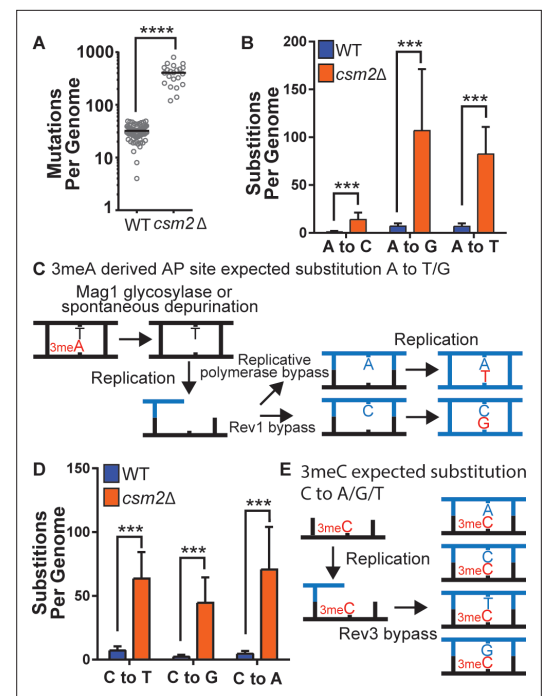 A
****
Mutations
Per Genome
1000
100
10
1
WT csm2Δ
B
WT
csm2Δ
Substitions
Per Genome
200
150
100
50
0
***
***
***
A to C
A to G
A to T
C 3meA derived AP site expected substitution A to T/G
Mag1 glycosylase or
spontaneous depurination
T
3meA
T
Replication
Replicative
polymerase bypass
Rev1 bypass
Replication
A
A
T
C
C
G
D
WT
csm2Δ
Substitions
Per Genome
150
100
50
0
***
***
***
C to T
C to G
C to A
E 3meC expected substitution
C to A/G/T
3meC
Replication
3meC
Rev3 bypass
A
3meC
C
3meC
T
3meC
G
3meC